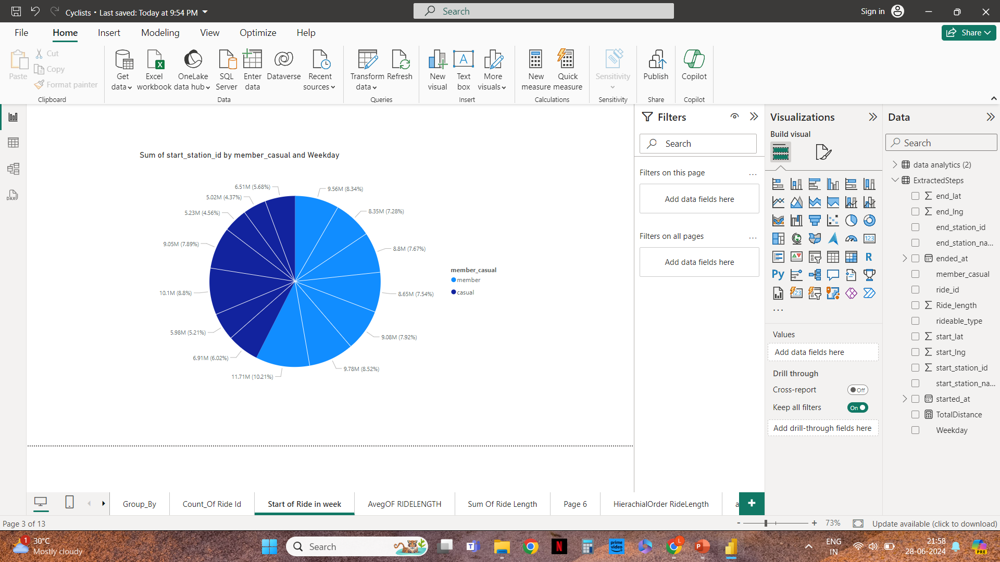 Cyclists • Last saved: Today at 9:54 PM
Search
Sign in
File
Home
Insert
Modeling
View
Optimize
Help
Share
Paste
Cut
Copy
Format painter
Clipboard
Get data
Excel workbook
OneLake data hub
SQL Server
Enter data
Dataverse
Recent sources
Data
Transform data
Refresh
Queries
New visual
Text box
More visuals
Insert
New measure
Quick measure
Calculations
Sensitivity
Sensitivity
Publish
Share
Copilot
Copilot
Sum of start_station_id by member_casual and Weekday
6.51M (5.68%)
9.56M (8.34%)
5.02M (4.37%)
8.35M (7.28%)
5.23M (4.56%)
9.05M (7.89%)
8.8M (7.67%)
10.1M (8.8%)
8.65M (7.54%)
5.98M (5.21%)
9.08M (7.92%)
6.91M (6.02%)
9.78M (8.52%)
11.71M (10.21%)
member_casual
member
casual
Filters
Search
Filters on this page
...
Add data fields here
Filters on all pages
...
Add data fields here
Visualizations
Build visual
123
R
Py
123
...
Values
Add data fields here
Drill through
Cross-report
Off
Keep all filters
On
Add drill-through fields here
Data
Search
data analytics (2)
ExtractedSteps
end_lat
end_lng
end_station_id
end_station_na...
ended_at
member_casual
ride_id
Ride_length
rideable_type
start_lat
start_lng
start_station_id
start_station_na...
started_at
TotalDistance
Weekday
DAX
Group_By
Count_Of Ride Id
Start of Ride in week
AvegOF RIDELENGTH
Sum Of Ride Length
Page 6
HierachialOrder RideLength
a
+
Page 3 of 13
- + 73%
Update available (click to download)
1
30°C
Mostly cloudy
Search
prime video
L
ENG
IN
21:58
28-06-2024
PRE